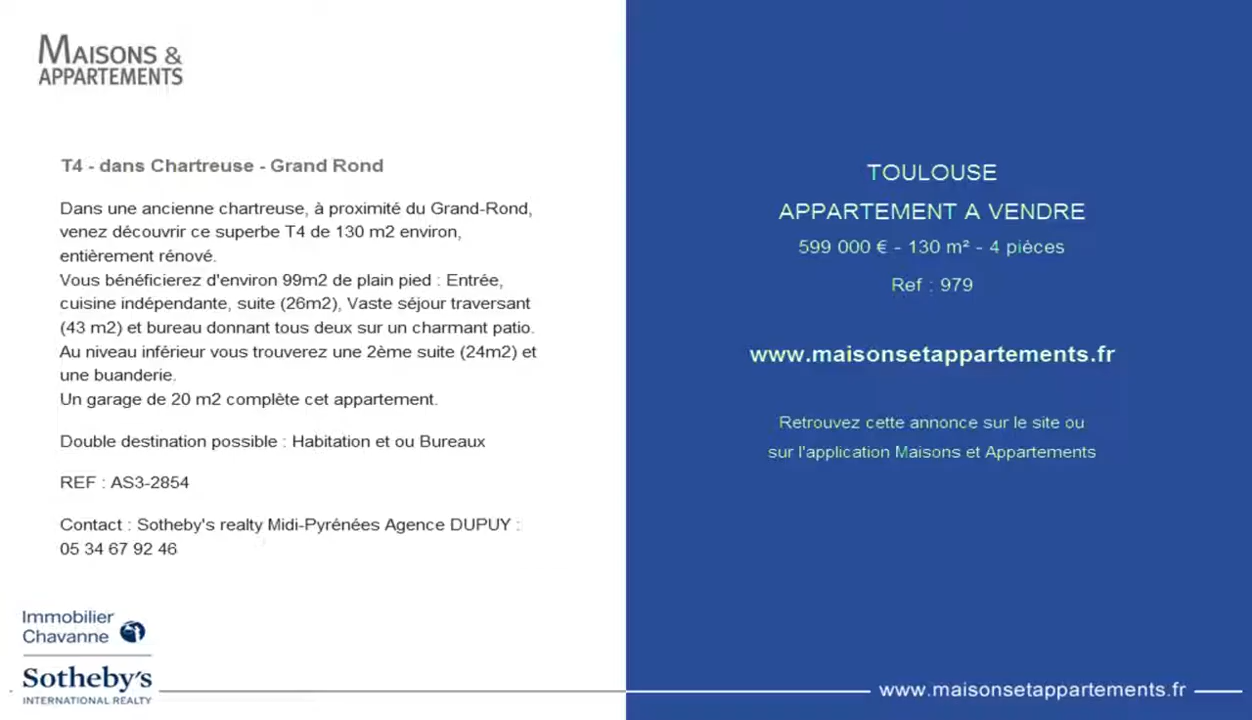 MAISONS &
APPARTEMENTS
T4 - dans Chartreuse - Grand Rond
Dans une ancienne chartreuse, à proximité du Grand-Rond,
venez découvrir ce superbe T4 de 130 m2 environ,
entièrement rénové.
Vous bénéficierez d'environ 99m2 de plain pied : Entrée,
cuisine indépendante, suite (26m2), Vaste séjour traversant
(43 m2) et bureau donnant tous deux sur un charmant patio.
Au niveau inférieur vous trouverez une 2ème suite (24m2) et
une buanderie.
Un garage de 20 m2 complète cet appartement.
Double destination possible : Habitation et ou Bureaux
REF : AS3-2854
Contact : Sotheby's realty Midi-Pyrénées Agence DUPUY :
05 34 67 92 46
Immobilier
Chavanne
Sotheby's
INTERNATIONAL REALTY
TOULOUSE
APPARTEMENT A VENDRE
599 000 € - 130 m² - 4 pièces
Ref : 979
www.maisonsetappartements.fr
Retrouvez cette annonce sur le site ou
sur l'application Maisons et Appartements
www.maisonsetappartements.fr